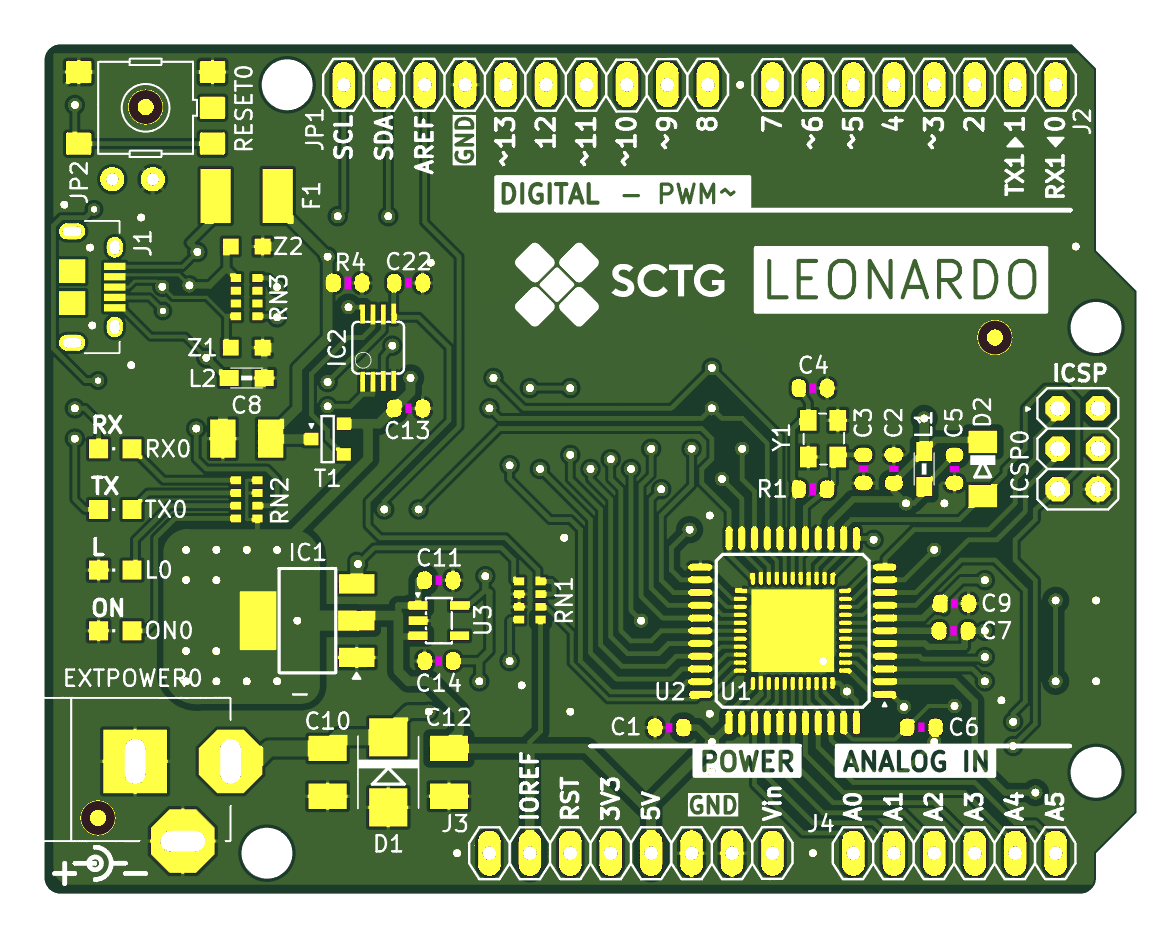 RESET0
JP1
SCL
SDA
AREF
GND
~13
12
~11
~10
~9
8
7
~6
~5
4
~3
2
TX1▶1
RX1◀0
J2
JP2
F1
DIGITAL – PWM~
J1
Z2
SCTG
LEONARDO
R4
C22
RN3
IC2
Z1
L2
C8
C13
T1
C4
ICSP
Y1
C3
C2
L1
C5
D2
ICSP0
R1
RX
RX0
TX
TX0
RN2
L
L0
IC1
C11
ON
ON0
U3
RN1
C9
C7
C14
EXTPOWER0
U2
U1
C10
C12
C1
C6
POWER
ANALOG IN
IOREF
RST
3V3
5V
GND
Vin
A0
A1
A2
A3
A4
A5
J3
J4
D1
+ −